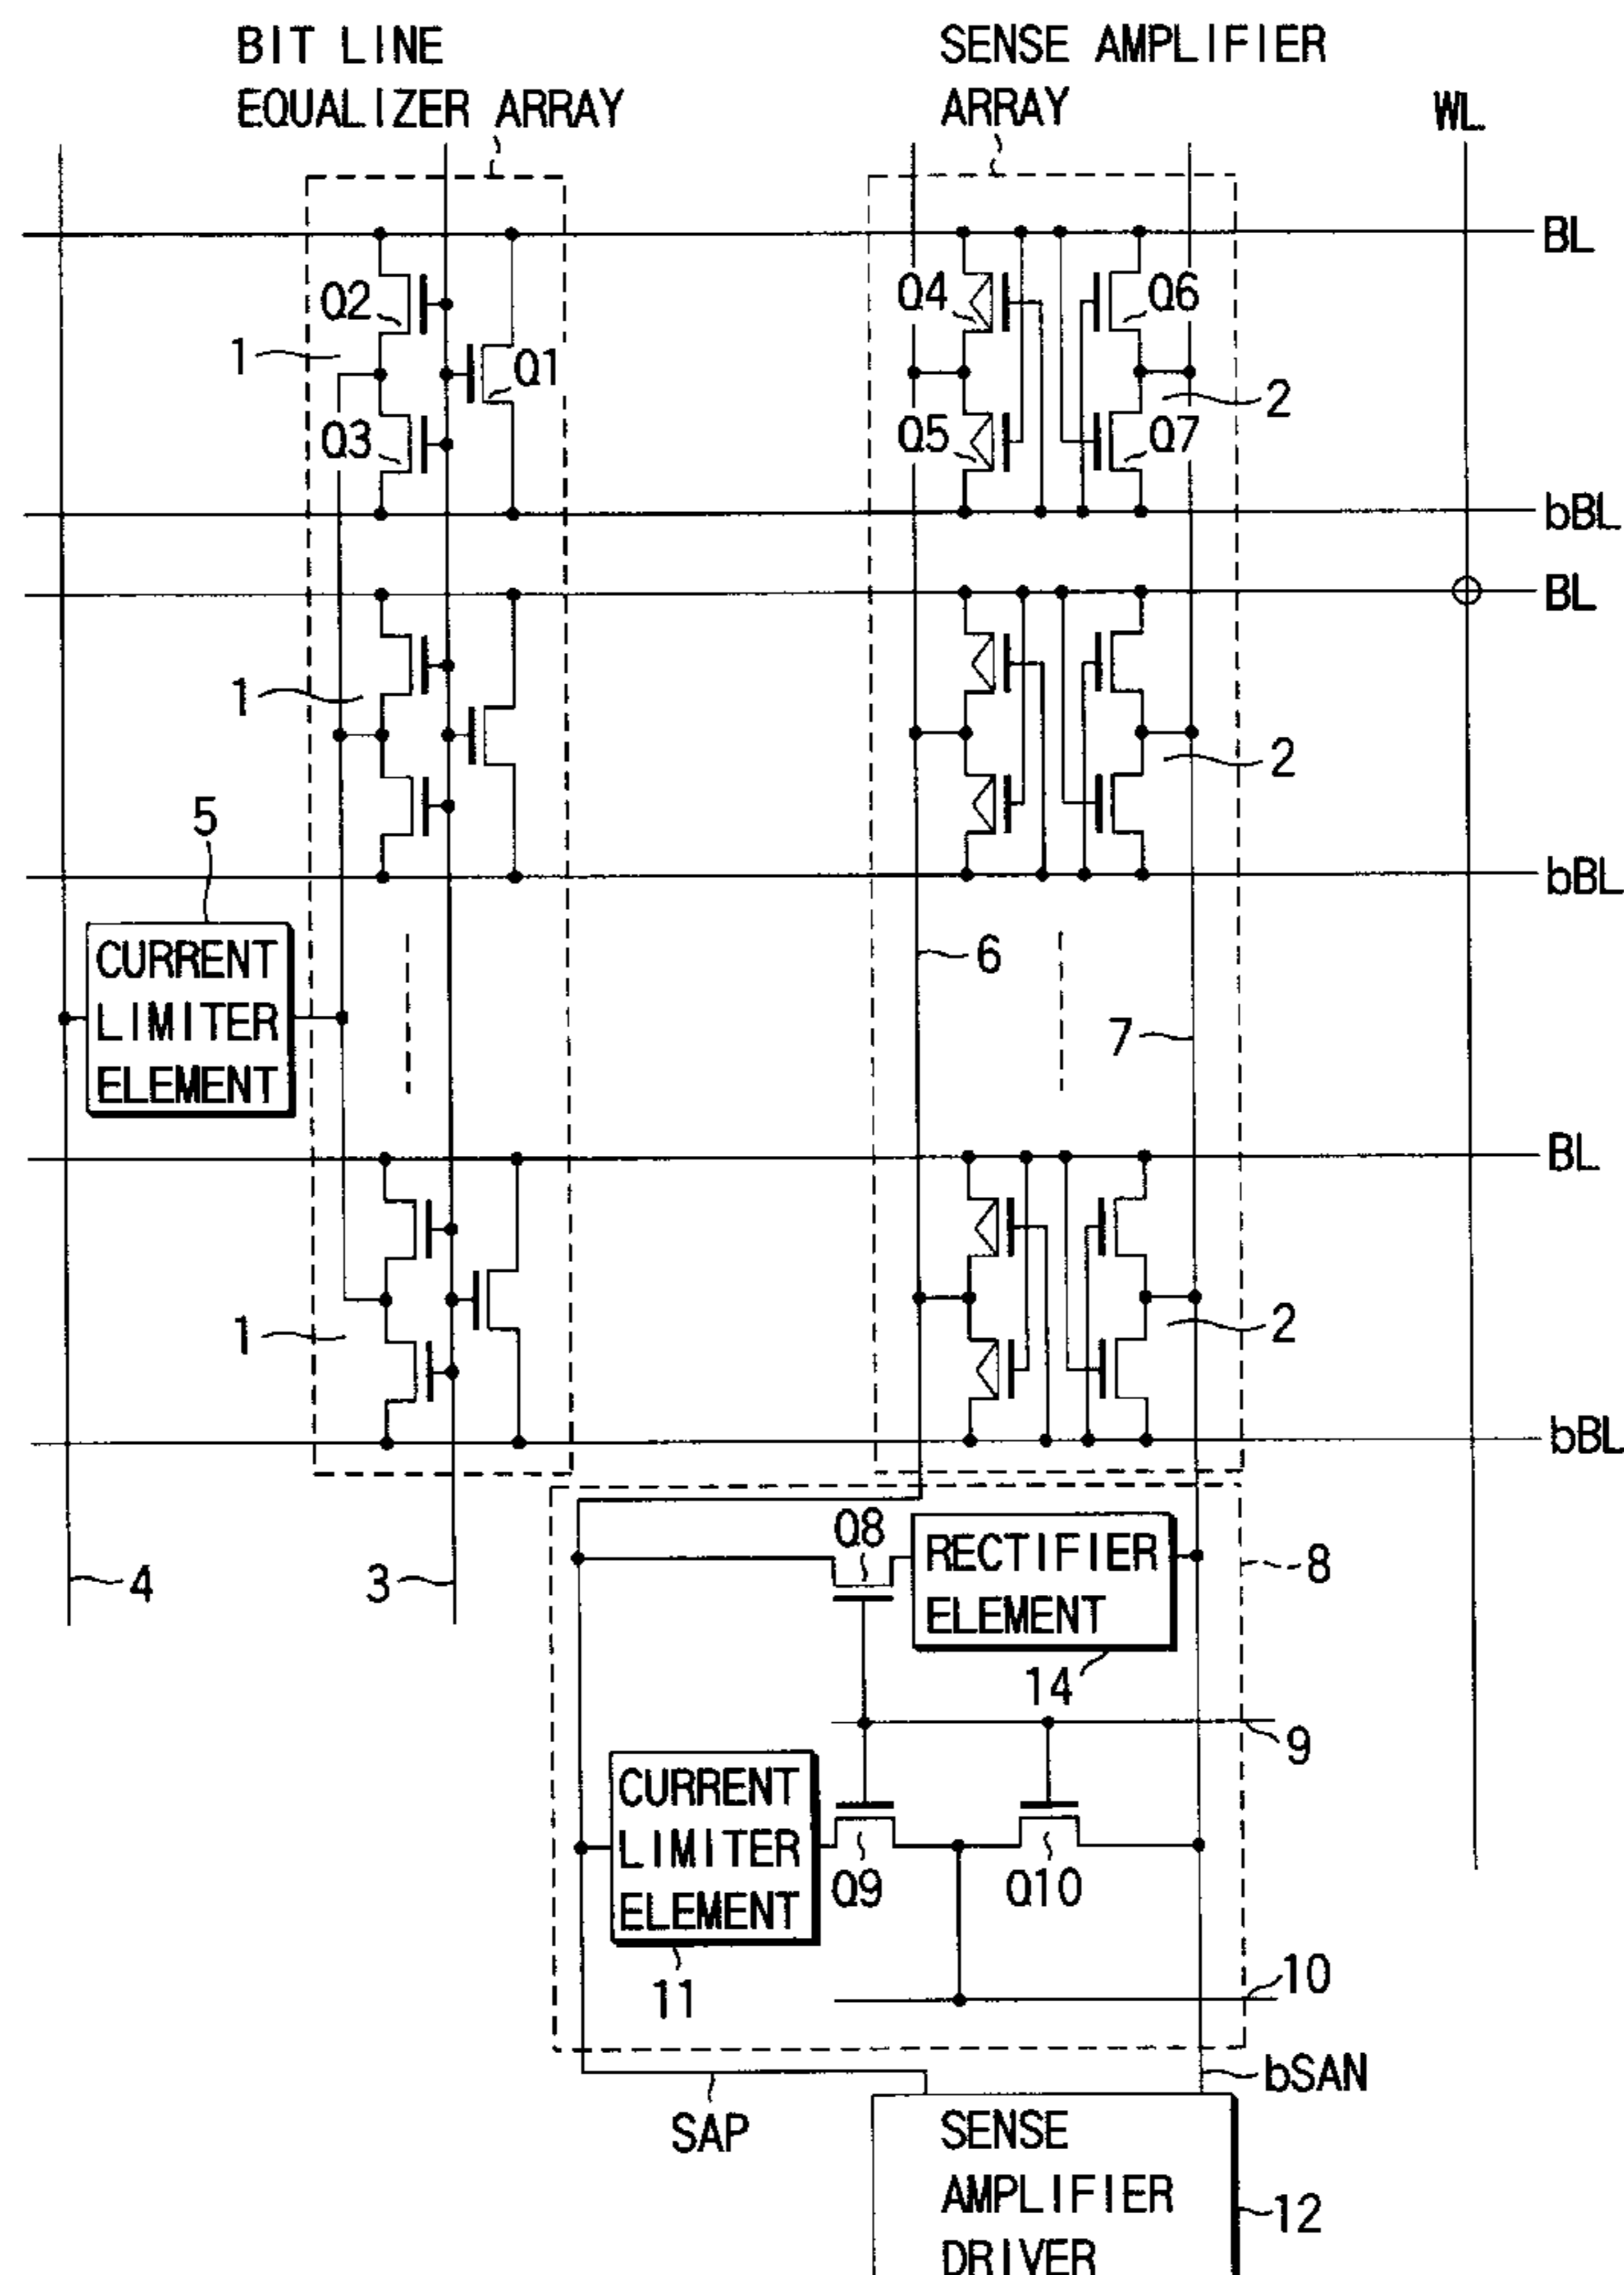 BIT LINE
EQUALIZER ARRAY
SENSE AMPLIFIER
ARRAY
WL
BL
Q2
Q4
Q6
1
Q1
2
Q3
Q5
Q7
bBL
BL
1
2
5
bBL
CURRENT
LIMITER
ELEMENT
6
7
BL
1
2
bBL
4
3
Q8
RECTIFIER
ELEMENT
8
14
9
CURRENT
LIMITER
ELEMENT
Q9
Q10
11
10
bSAN
SAP
SENSE
AMPLIFIER
DRIVER
12